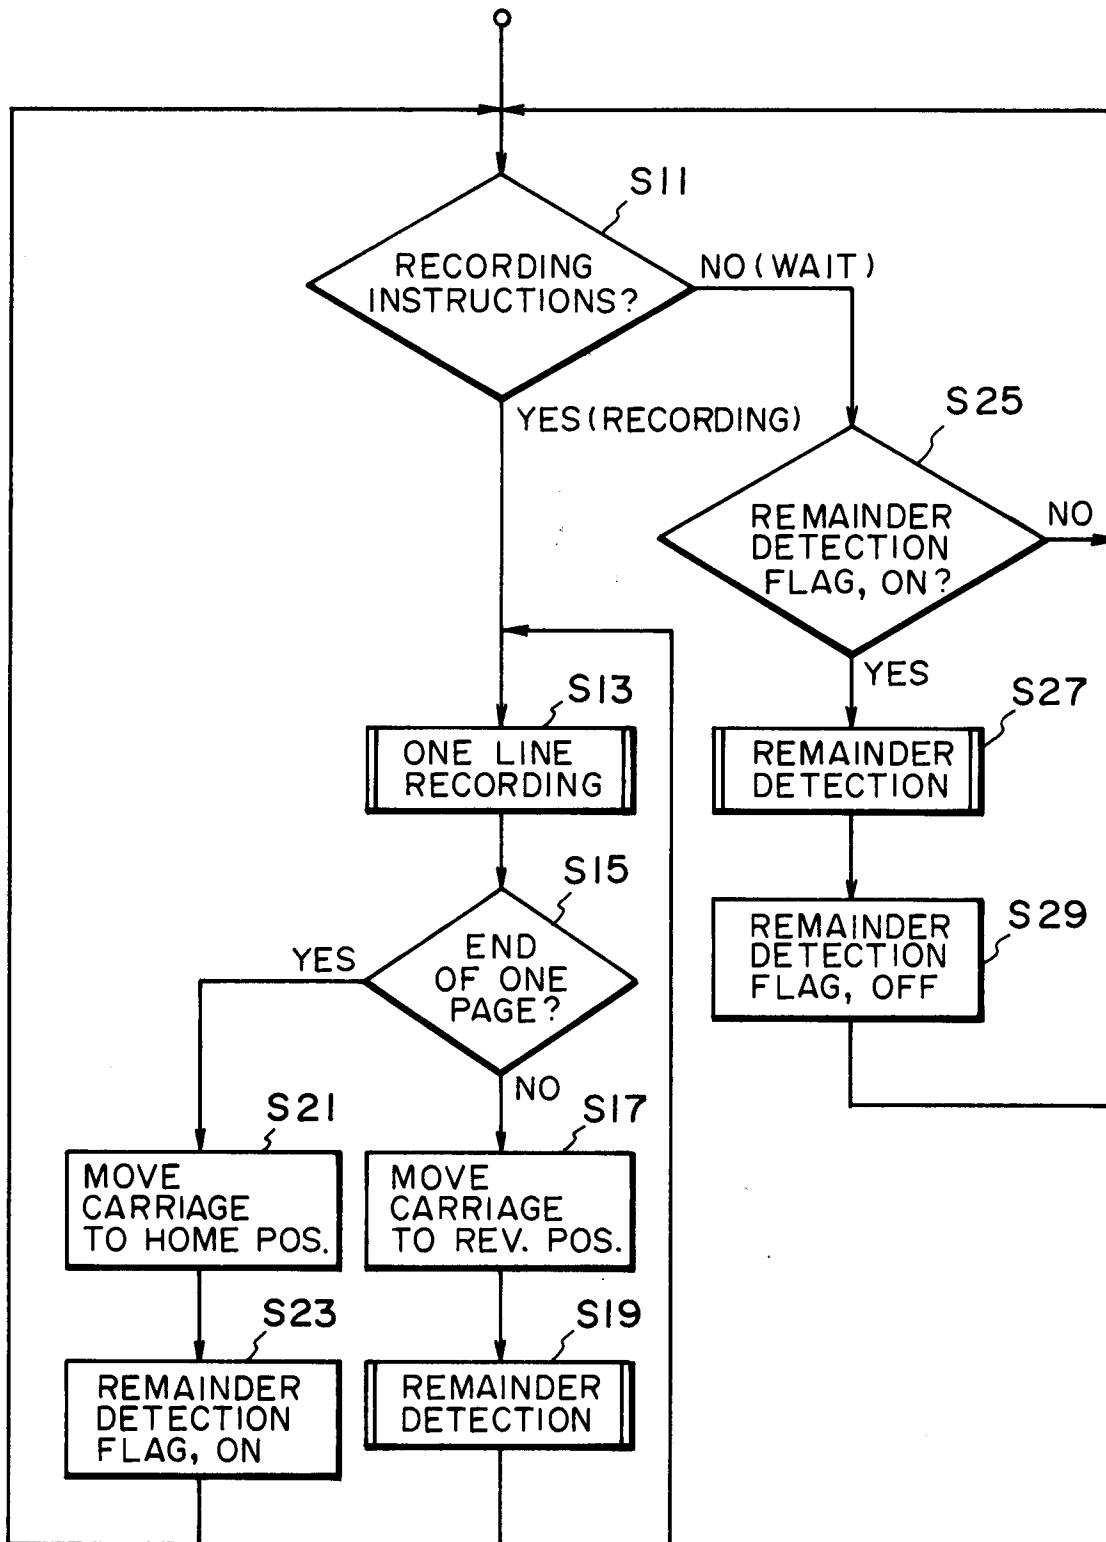 S11
RECORDING
INSTRUCTIONS?
NO (WAIT)
YES (RECORDING)
S25
REMAINDER
DETECTION
FLAG, ON?
NO
YES
S13
ONE LINE
RECORDING
S27
REMAINDER
DETECTION
S15
END
OF ONE
PAGE?
YES
NO
S29
REMAINDER
DETECTION
FLAG, OFF
S21
MOVE
CARRIAGE
TO HOME POS.
S17
MOVE
CARRIAGE
TO REV. POS.
S23
REMAINDER
DETECTION
FLAG, ON
S19
REMAINDER
DETECTION